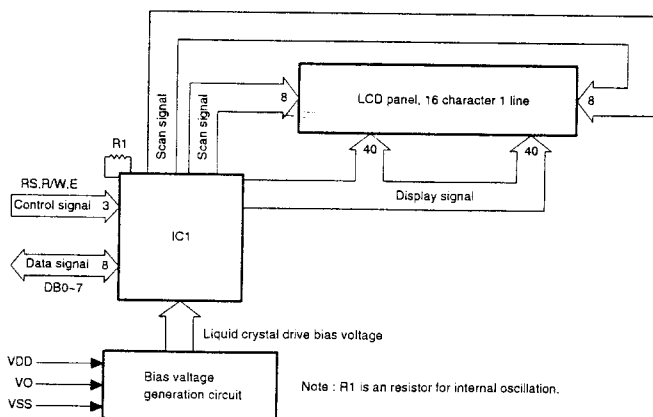 Scan signal
Scan signal
8
LCD panel, 16 character 1 line
8
R1
40
40
RS,R/W,E
Control signal 3
Display signal
IC1
Data signal 8
DB0~7
Liquid crystal drive bias voltage
VDD
VO
VSS
Bias valtage
generation circuit
Note : R1 is an resistor for internal oscillation.